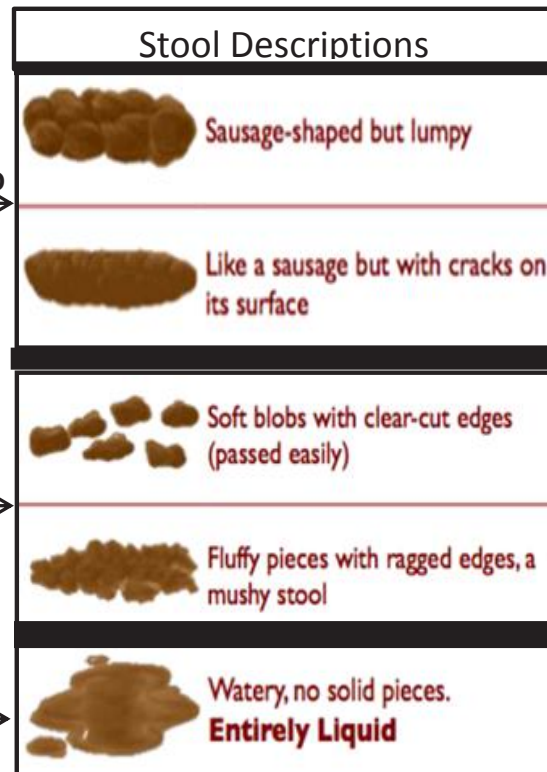 Stool Descriptions
Sausage-shaped but lumpy
Like a sausage but with cracks on
its surface
Soft blobs with clear-cut edges
(passed easily)
Fluffy pieces with ragged edges, a
mushy stool
Watery, no solid pieces.
Entirely Liquid